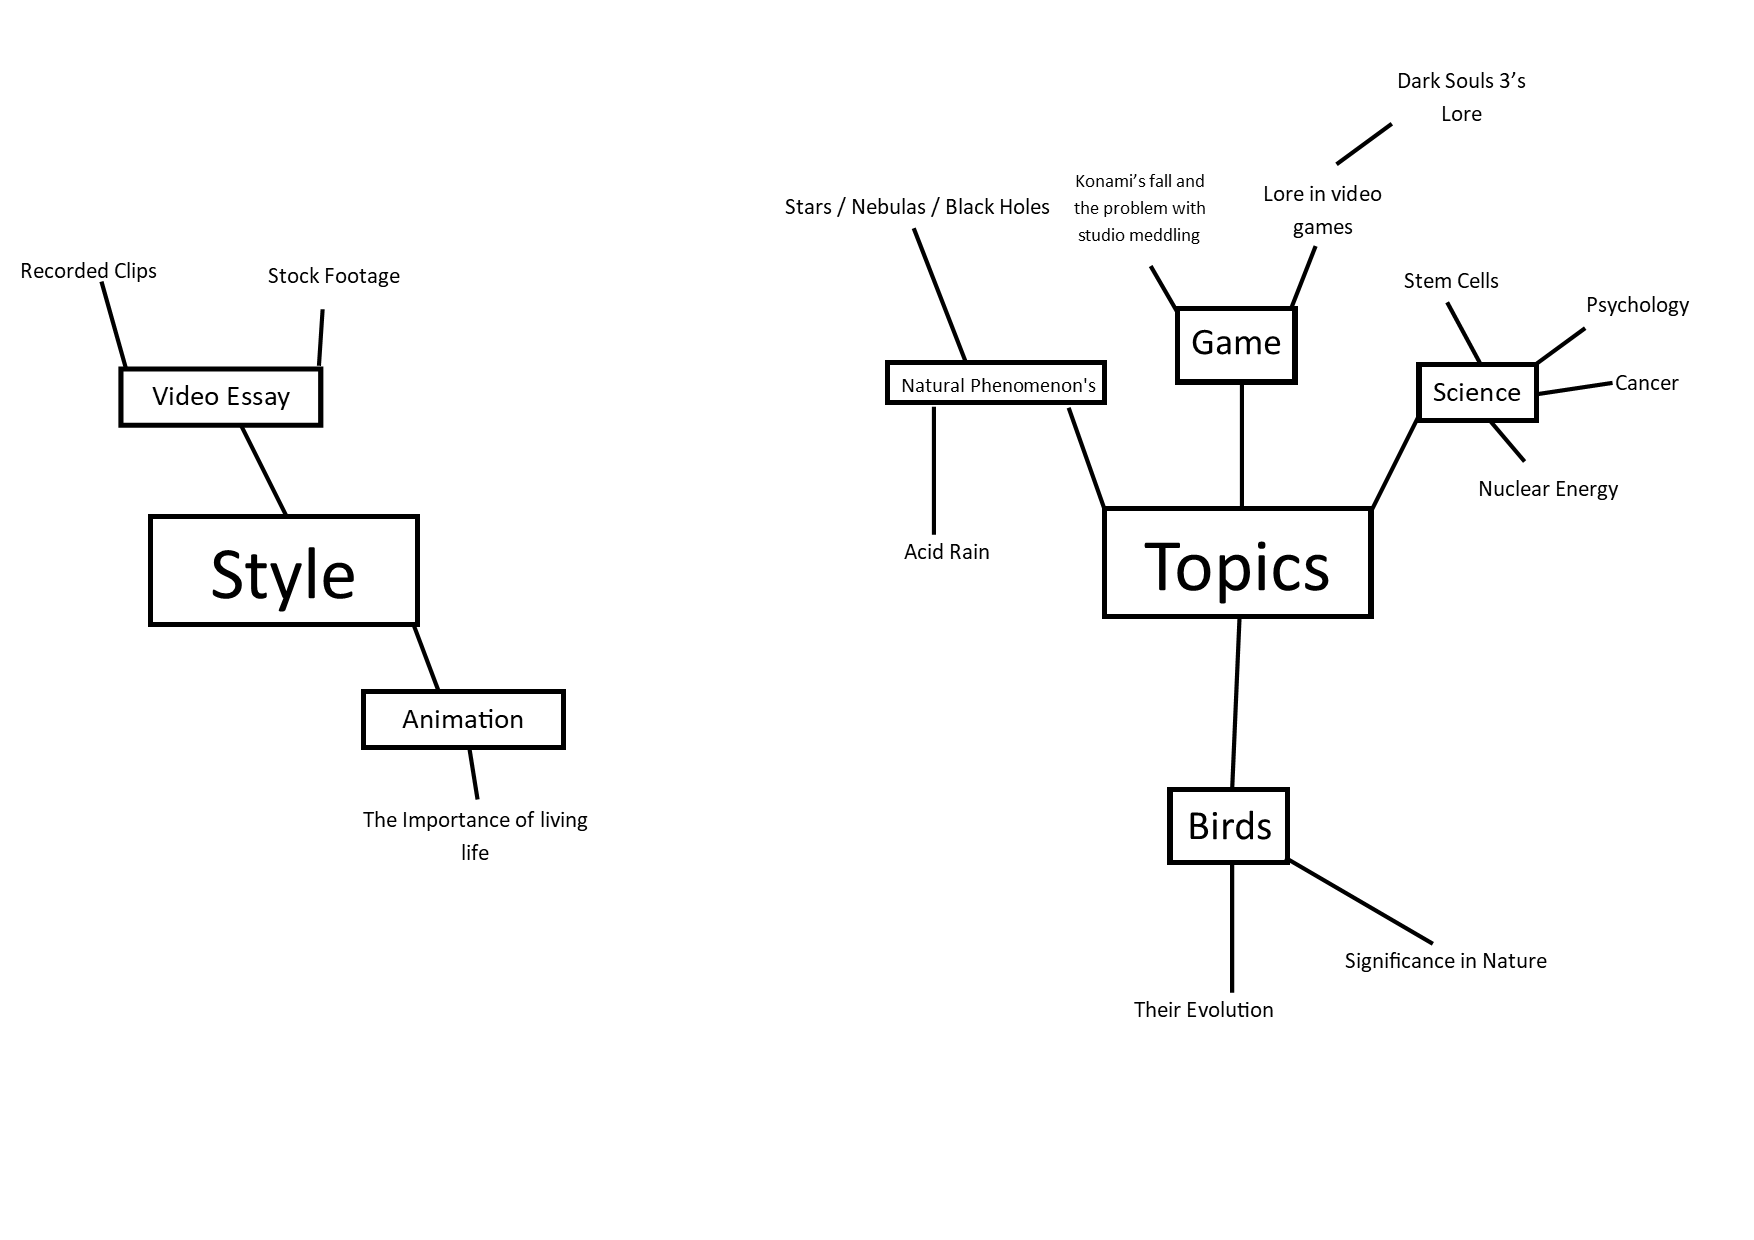 Recorded Clips
Stock Footage
Video Essay
Style
Animation
The Importance of living
life
Dark Souls 3’s
Lore
Konami’s fall and
the problem with
studio meddling
Lore in video
games
Stars / Nebulas / Black Holes
Game
Natural Phenomenon's
Acid Rain
Stem Cells
Psychology
Science
Cancer
Nuclear Energy
Topics
Birds
Significance in Nature
Their Evolution